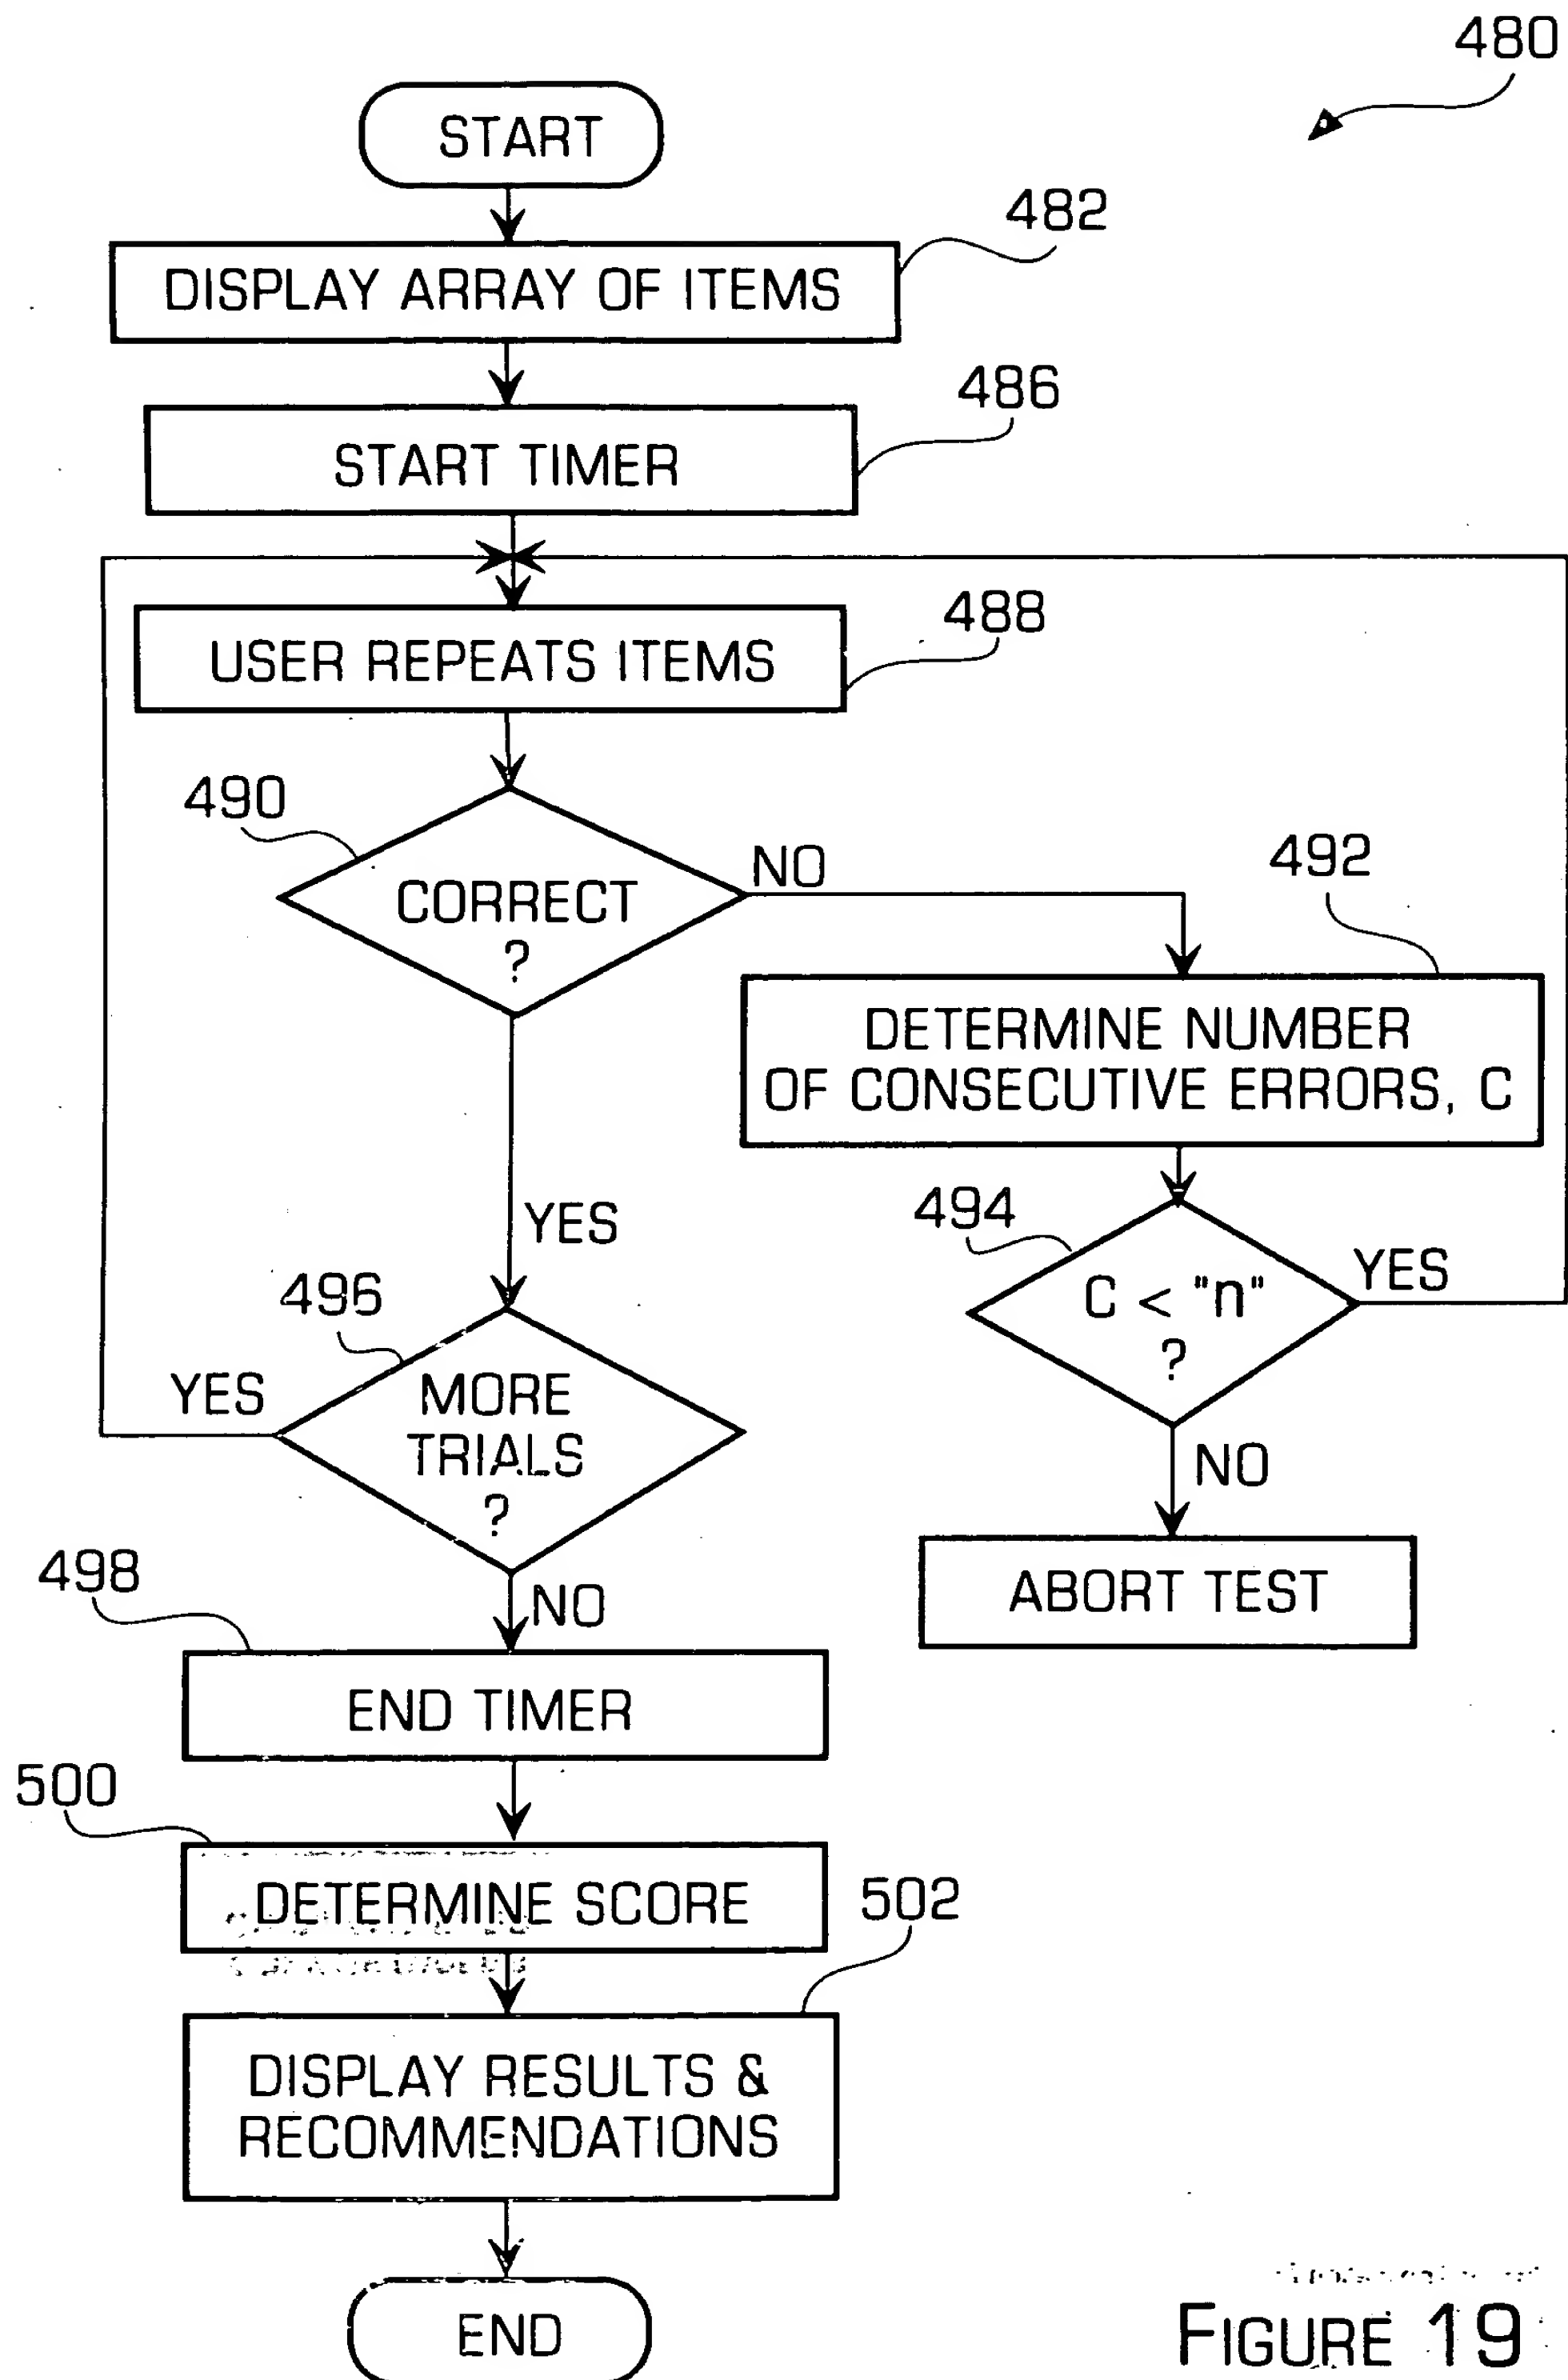 480
START
482
DISPLAY ARRAY OF ITEMS
486
START TIMER
488
USER REPEATS ITEMS
490
CORRECT
?
NO
492
DETERMINE NUMBER
OF CONSECUTIVE ERRORS, C
YES
494
C < "n"
?
YES
496
MORE
TRIALS
?
YES
NO
ABORT TEST
498
NO
END TIMER
500
DETERMINE SCORE
502
DISPLAY RESULTS &
RECOMMENDATIONS
END
FIGURE 19